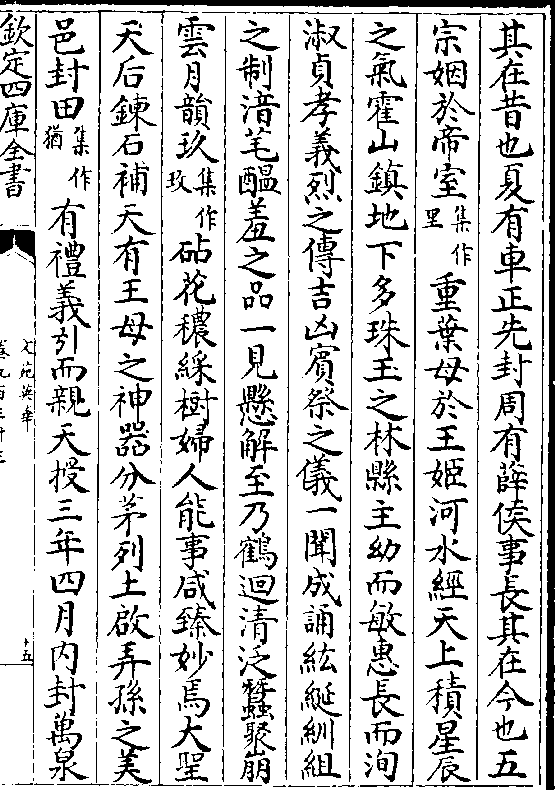 其在昔也夏有車正先封周有薛侯事長其在今也五
宗姻於帝室集作里重葉母於王姬河水經天上積星辰
之氣霍山鎮地下多珠玉之林縣主幼而敏惠長而洵
淑貞孝義烈之傳吉凶賓祭之儀一聞成誦紘綖紃組
之制湇芼醖羞之品一見懸解至乃鶴迴清泛蠶聚崩
雲月韻玖集作玫砧花穠綵樹婦人能事咸臻妙焉大聖
天后鍊石補天有王母之神器分茅列土啟弄孫之美
邑封田集作猶有禮義引而親天授三年四月内封萬泉
欽定四庫全書
文苑英華
卷九百三十三
十五